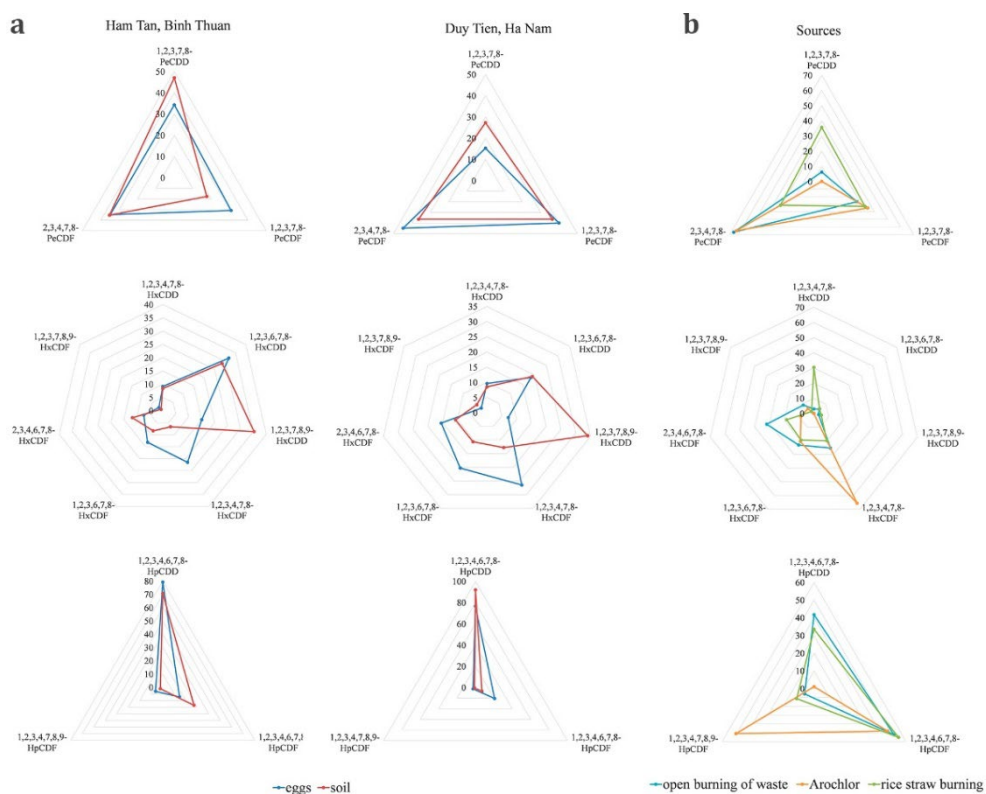 a
Ham Tan, Binh Thuan
1,2,3,7,8-
PeCDD
50
40
30
20
10
0
2,3,4,7,8-
PeCDF
1,2,3,7,8-
PeCDF
Duy Tien, Ha Nam
1,2,3,7,8-
PeCDD
50
40
30
20
10
0
2,3,4,7,8-
PeCDF
1,2,3,7,8-
PeCDF
b
Sources
1,2,3,7,8-
PeCDD
70
60
50
40
30
20
10
0
2,3,4,7,8-
PeCDF
1,2,3,7,8-
PeCDF
1,2,3,4,7,8-
HxCDD
40
35
30
25
20
15
10
5
0
1,2,3,6,7,8-
HxCDD
1,2,3,7,8,9-
HxCDD
1,2,3,4,7,8-
HxCDF
1,2,3,6,7,8-
HxCDF
2,3,4,6,7,8-
HxCDF
1,2,3,7,8,9-
HxCDF
1,2,3,4,7,8-
HxCDD
35
30
25
20
15
10
5
0
1,2,3,6,7,8-
HxCDD
1,2,3,7,8,9-
HxCDD
1,2,3,4,7,8-
HxCDF
1,2,3,6,7,8-
HxCDF
2,3,4,6,7,8-
HxCDF
1,2,3,7,8,9-
HxCDF
1,2,3,4,7,8-
HxCDD
70
60
50
40
30
20
10
0
1,2,3,6,7,8-
HxCDD
1,2,3,7,8,9-
HxCDD
1,2,3,4,7,8-
HxCDF
1,2,3,6,7,8-
HxCDF
2,3,4,6,7,8-
HxCDF
1,2,3,7,8,9-
HxCDF
1,2,3,4,6,7,8-
HpCDD
80
70
60
50
40
30
20
10
0
1,2,3,4,7,8,9-
HpCDF
1,2,3,4,6,7,8
HpCDF
1,2,3,4,6,7,8-
HpCDD
100
80
60
40
20
0
1,2,3,4,7,8,9-
HpCDF
1,2,3,4,6,7,8-
HpCDF
1,2,3,4,6,7,8-
HpCDD
60
50
40
30
20
10
0
1,2,3,4,7,8,9-
HpCDF
1,2,3,4,6,7,8-
HpCDF
eggs soil
open burning of waste Arochlor rice straw burning